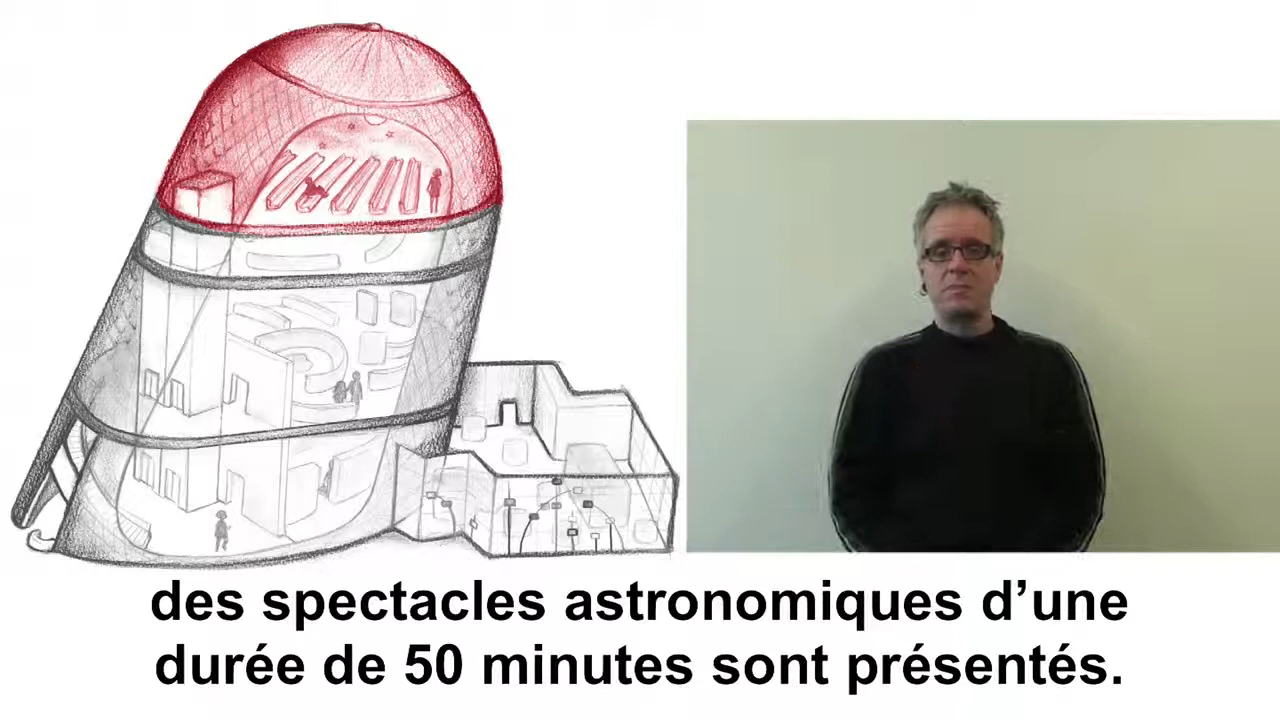 des spectacles astronomiques d’une
durée de 50 minutes sont présentés.